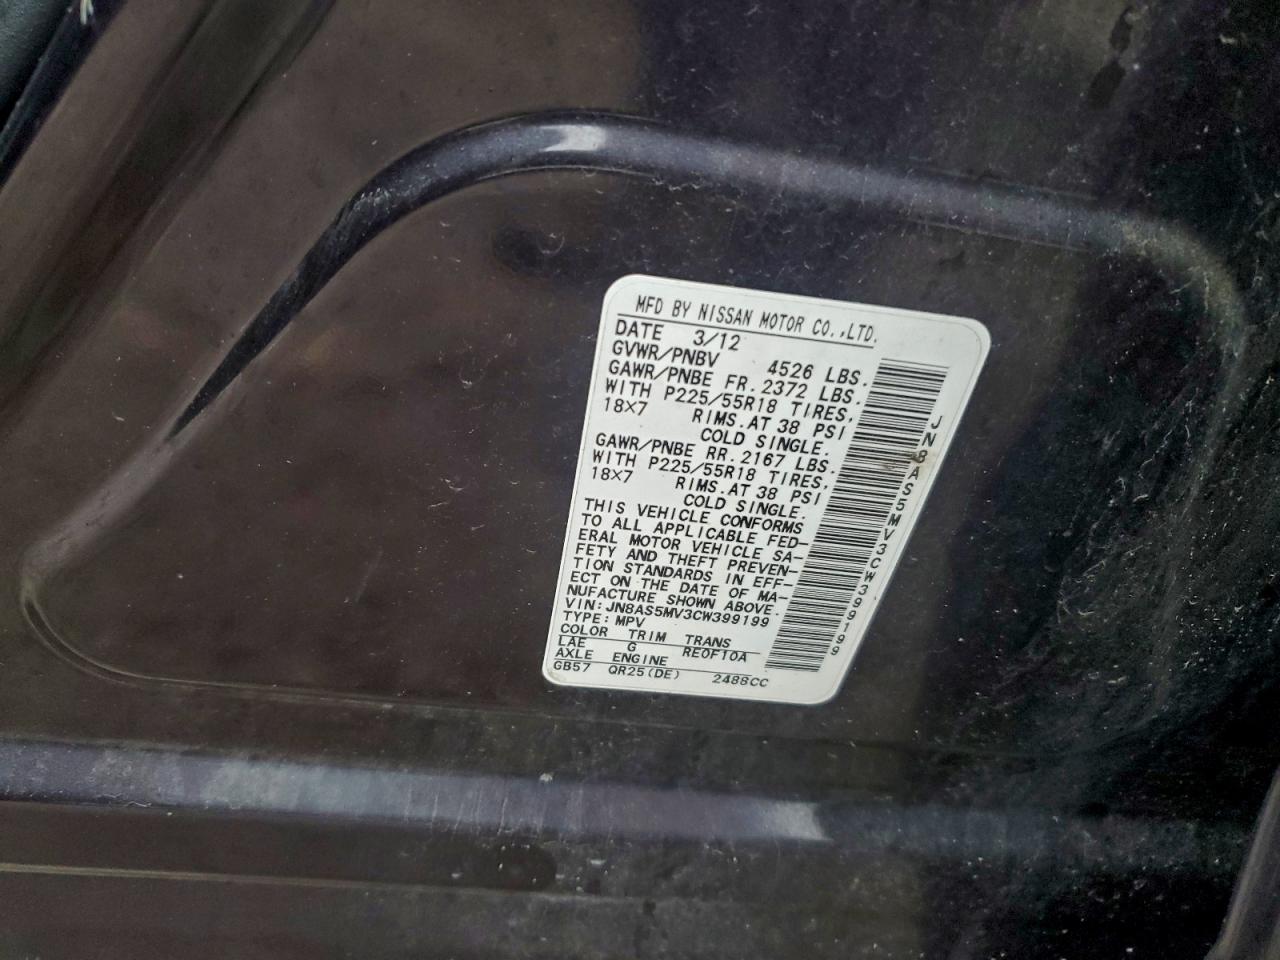 MFD BY NISSAN MOTOR CO.,LTD.
DATE 3/12
GVWR/PNBV 4526 LBS.
GAWR/PNBE FR.2372 LBS.
WITH P225/55R18 TIRES,
18X7 RIMS.AT 38 PSI
COLD SINGLE.
GAWR/PNBE RR.2167 LBS.
WITH P225/55R18 TIRES,
18X7 RIMS.AT 38 PSI
COLD SINGLE.
THIS VEHICLE CONFORMS
TO ALL APPLICABLE FED-
ERAL MOTOR VEHICLE SA-
FETY AND THEFT PREVEN-
TION STANDARDS IN EFF-
ECT ON THE DATE OF MA-
NUFACTURE SHOWN ABOVE.
VIN:JN8AS5MV3CW399199
TYPE:MPV
COLOR TRIM TRANS
LAE G RE0F10A
AXLE ENGINE
GB57 QR25(DE) 2488CC
JN8AS5MV3CW399199